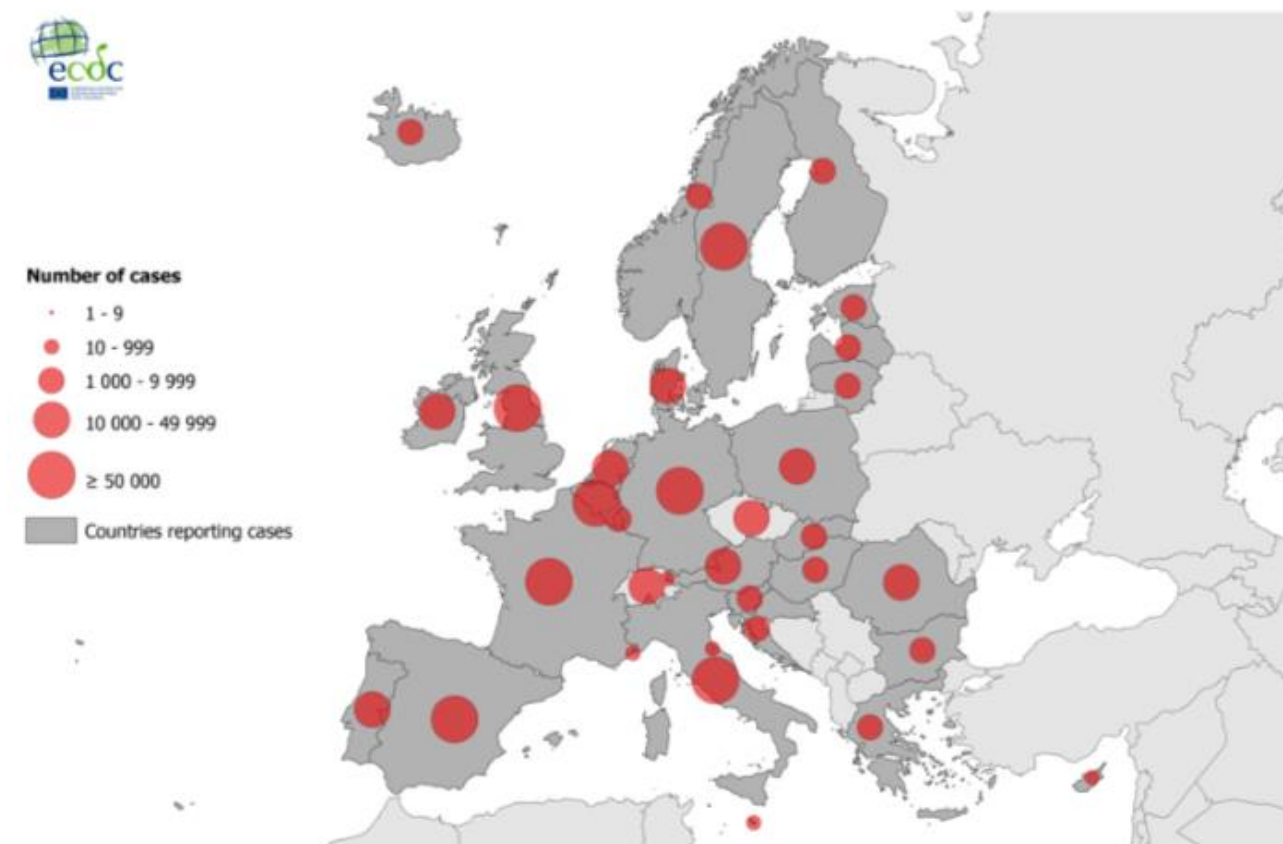 ecdc
Number of cases
1 - 9
10 - 999
1 000 - 9 999
10 000 - 49 999
≥ 50 000
Countries reporting cases